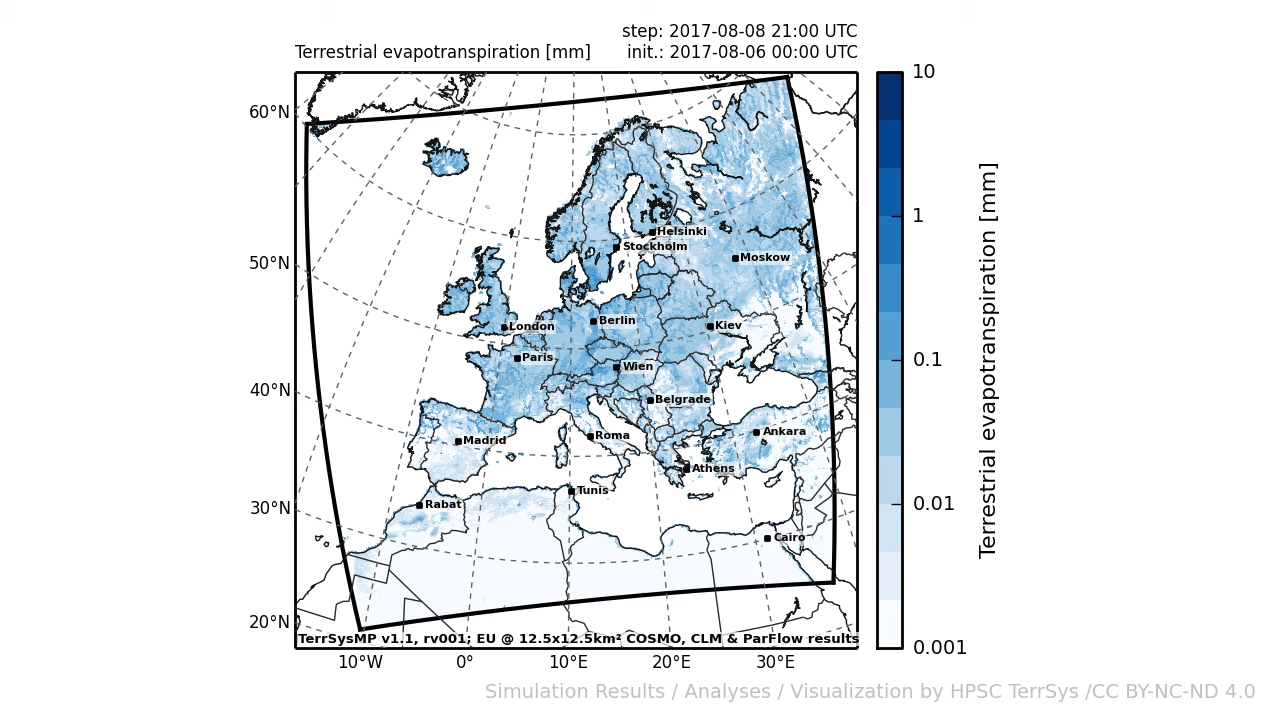 step: 2017-08-08 21:00 UTC
Terrestrial evapotranspiration [mm] init.: 2017-08-06 00:00 UTC
60°N
50°N
40°N
30°N
20°N
10°W 0° 10°E 20°E 30°E
Helsinki
Stockholm
Moskow
London
Berlin
Kiev
Paris
Wien
Belgrade
Madrid
Roma
Ankara
Athens
Tunis
Rabat
Cairo
TerrSysMP v1.1, rv001; EU @ 12.5x12.5km² COSMO, CLM & ParFlow results
10
1
0.1
0.01
0.001
Terrestrial evapotranspiration [mm]
Simulation Results / Analyses / Visualization by HPSC TerrSys /CC BY-NC-ND 4.0